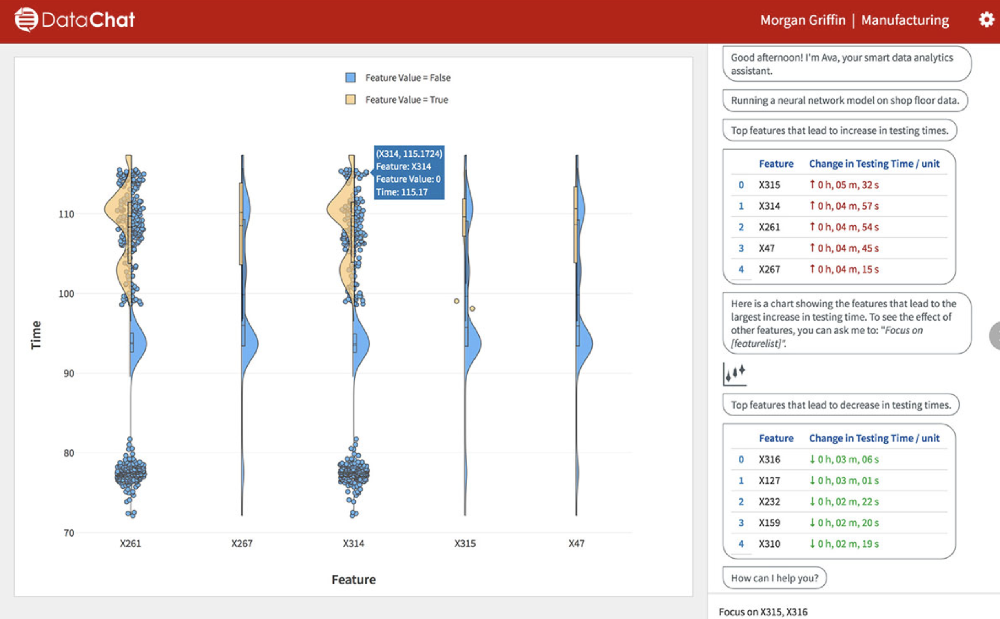 DataChat
Morgan Griffin | Manufacturing
Feature Value = False
Feature Value = True
(X314, 115.1724)
Feature: X314
Feature Value: 0
Time: 115.17
110
100
90
80
70
Time
X261
X267
X314
X315
X47
Feature
Good afternoon! I'm Ava, your smart data analytics
assistant.
Running a neural network model on shop floor data.
Top features that lead to increase in testing times.
Feature Change in Testing Time / unit
0 X315 ↑ 0 h, 05 m, 32 s
1 X314 ↑ 0 h, 04 m, 57 s
2 X261 ↑ 0 h, 04 m, 54 s
3 X47 ↑ 0 h, 04 m, 45 s
4 X267 ↑ 0 h, 04 m, 15 s
Here is a chart showing the features that lead to the
largest increase in testing time. To see the effect of
other features, you can ask me to: "Focus on
[featurelist]".
Top features that lead to decrease in testing times.
Feature Change in Testing Time / unit
0 X316 ↓ 0 h, 03 m, 06 s
1 X127 ↓ 0 h, 03 m, 01 s
2 X232 ↓ 0 h, 02 m, 22 s
3 X159 ↓ 0 h, 02 m, 20 s
4 X310 ↓ 0 h, 02 m, 19 s
How can I help you?
Focus on X315, X316